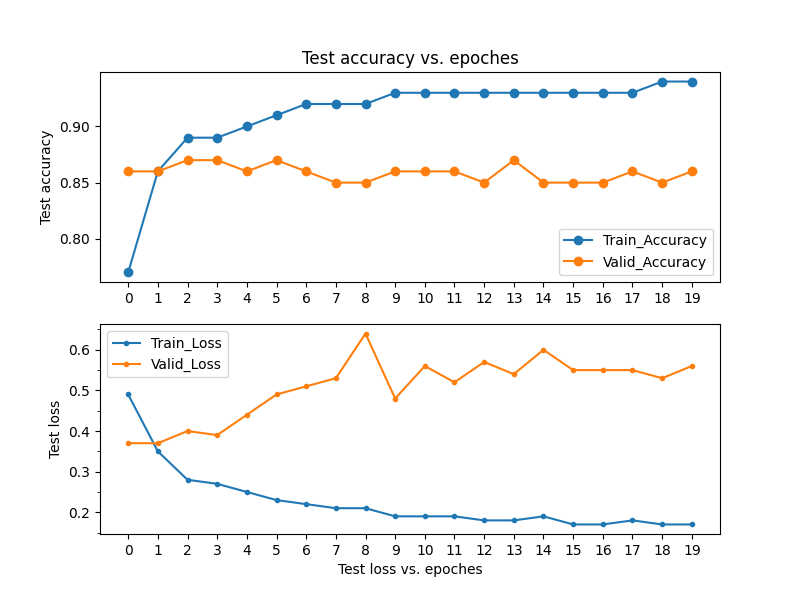 Test accuracy vs. epoches
Test accuracy
0.90
0.85
0.80
Train_Accuracy
Valid_Accuracy
0 1 2 3 4 5 6 7 8 9 10 11 12 13 14 15 16 17 18 19
Test loss
0.6
0.5
0.4
0.3
0.2
Train_Loss
Valid_Loss
0 1 2 3 4 5 6 7 8 9 10 11 12 13 14 15 16 17 18 19
Test loss vs. epoches